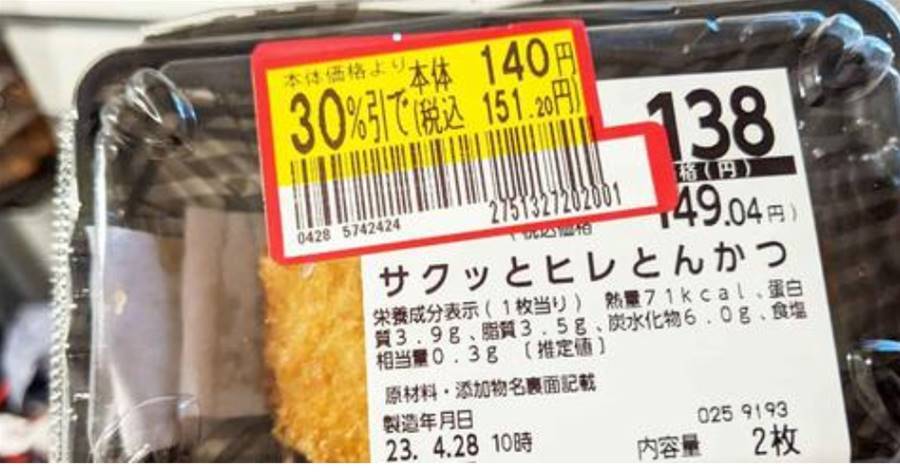 本体価格より本体 140円
30%引で(税込 151.20円)
0428 5742424
2751327202001
138
格(円)
149.04円)
(税込価格
サクッとヒレとんかつ
栄養成分表示(1枚当り) 熱量71kcal、蛋白
質3.9g、脂質3.5g、炭水化物6.0g、食塩
相当量0.3g 〔推定値〕
原材料・添加物名裏面記載
製造年月日
025 9193
23. 4.28 10時
内容量 2枚